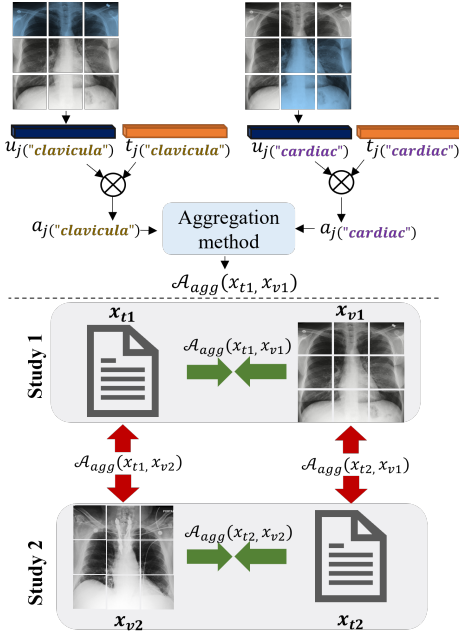 u_j("clavicula") t_j("clavicula") u_j("cardiac") t_j("cardiac")
a_j("clavicula") Aggregation method a_j("cardiac")
𝒜_agg(x_t1, x_v1)
x_t1 x_v1
Study 1
𝒜_agg(x_t1, x_v1)
𝒜_agg(x_t1, x_v2) 𝒜_agg(x_t2, x_v1)
Study 2
𝒜_agg(x_t2, x_v2)
x_v2 x_t2